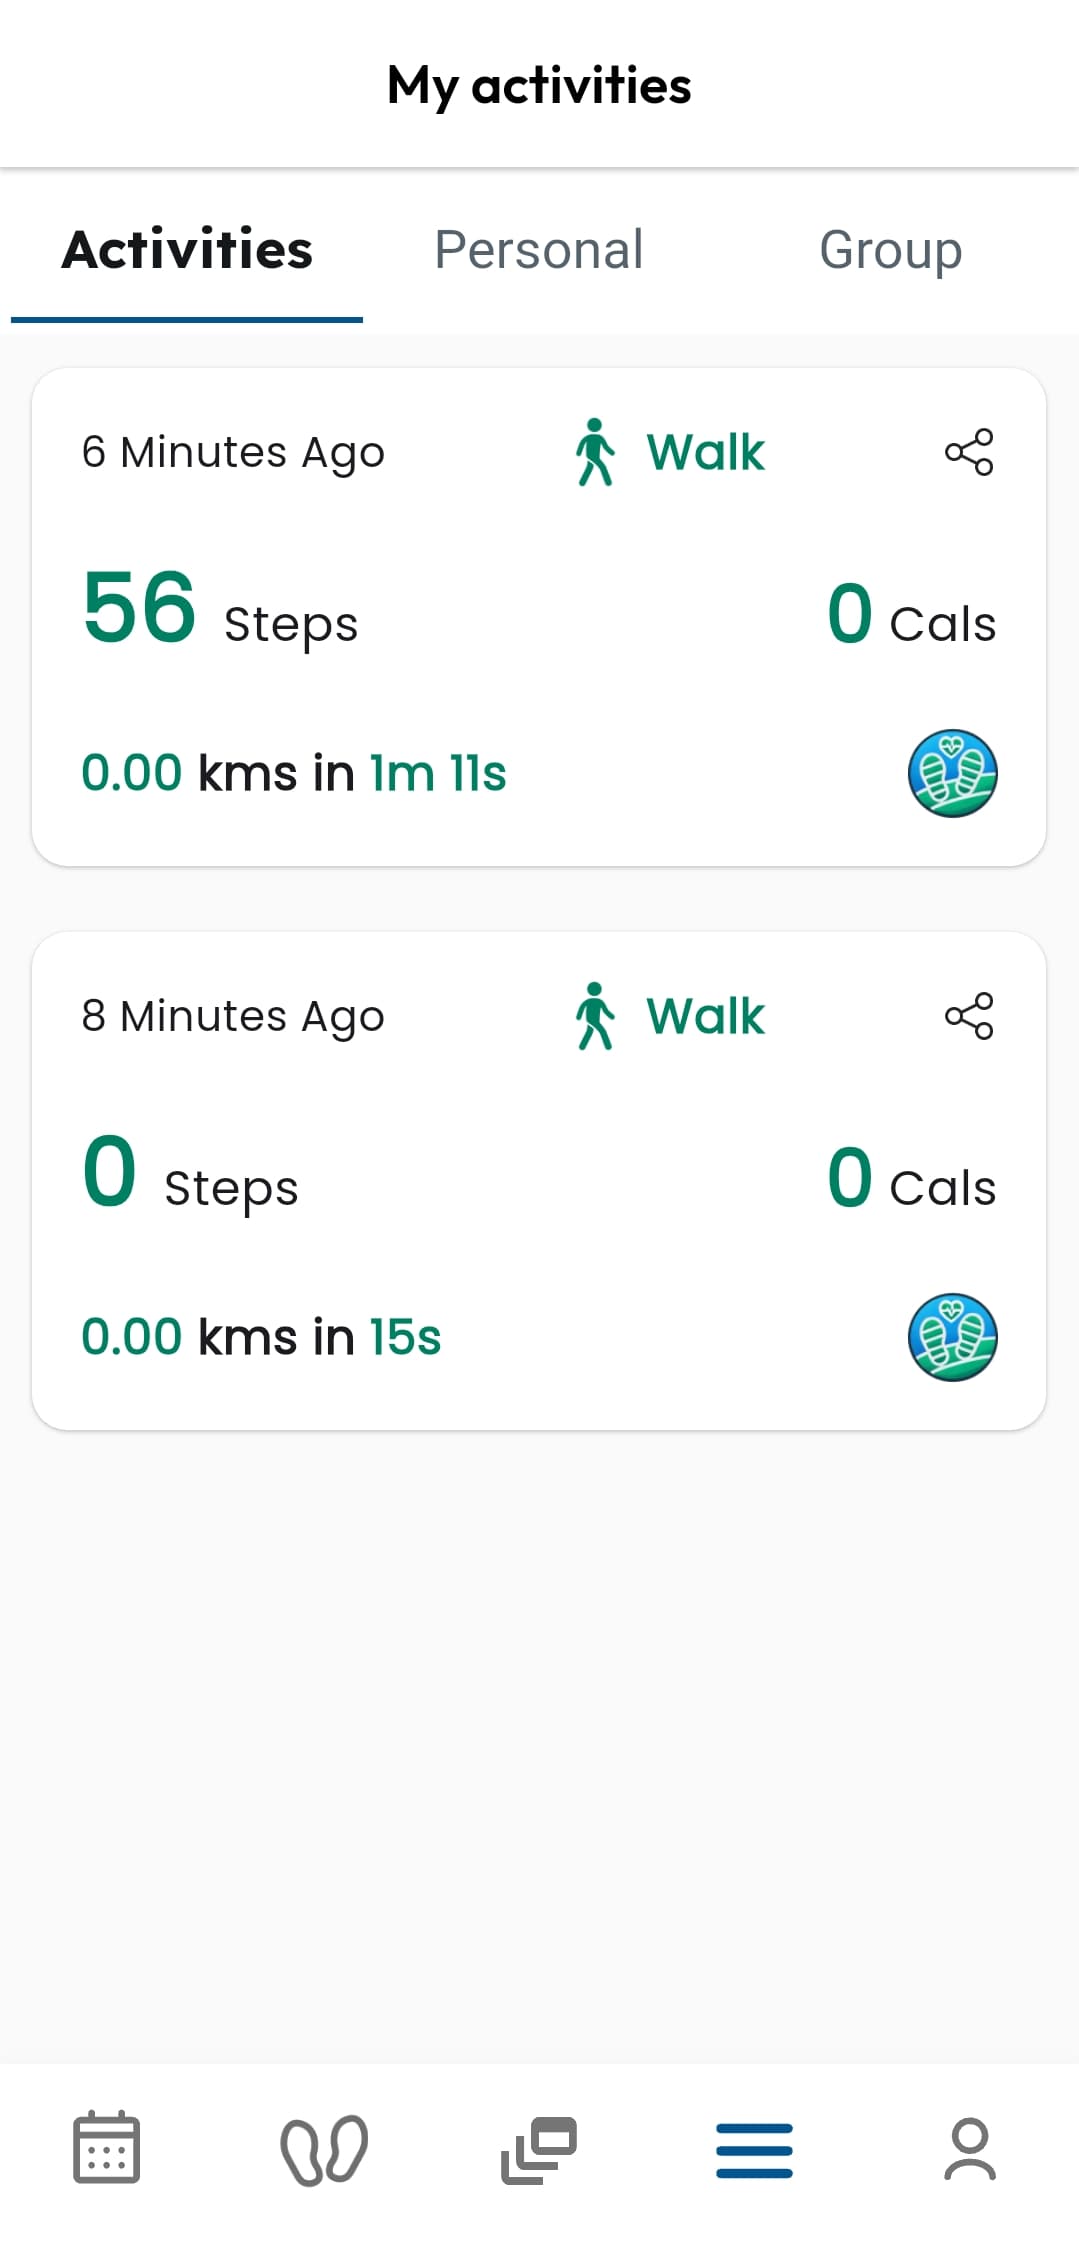 My activities
Activities Personal Group
6 Minutes Ago Walk
56 Steps 0 Cals
0.00 kms in 1m 11s
8 Minutes Ago Walk
0 Steps 0 Cals
0.00 kms in 15s